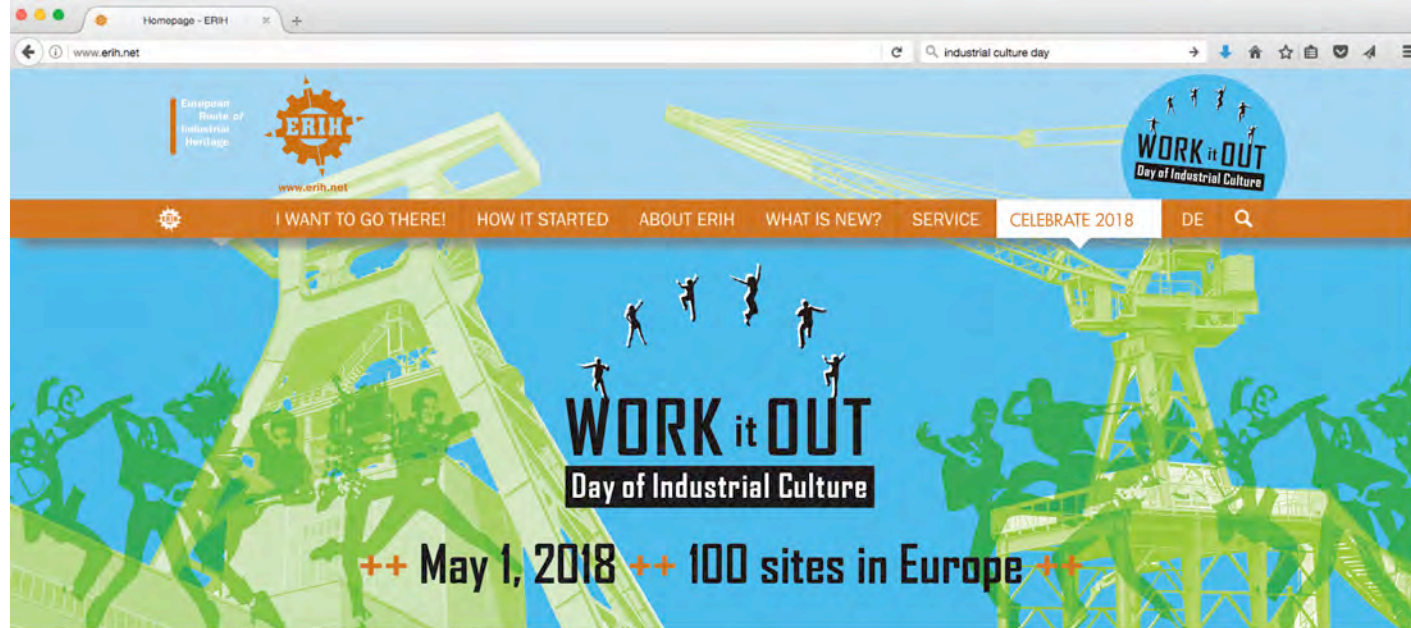 Homepage - ERIH
www.erih.net
industrial culture day
European
Route of
Industrial
Heritage
ERIH
www.erih.net
WORK it OUT
Day of Industrial Culture
ERIH
I WANT TO GO THERE!
HOW IT STARTED
ABOUT ERIH
WHAT IS NEW?
SERVICE
CELEBRATE 2018
DE
WORK it OUT
Day of Industrial Culture
++ May 1, 2018 ++ 100 sites in Europe ++